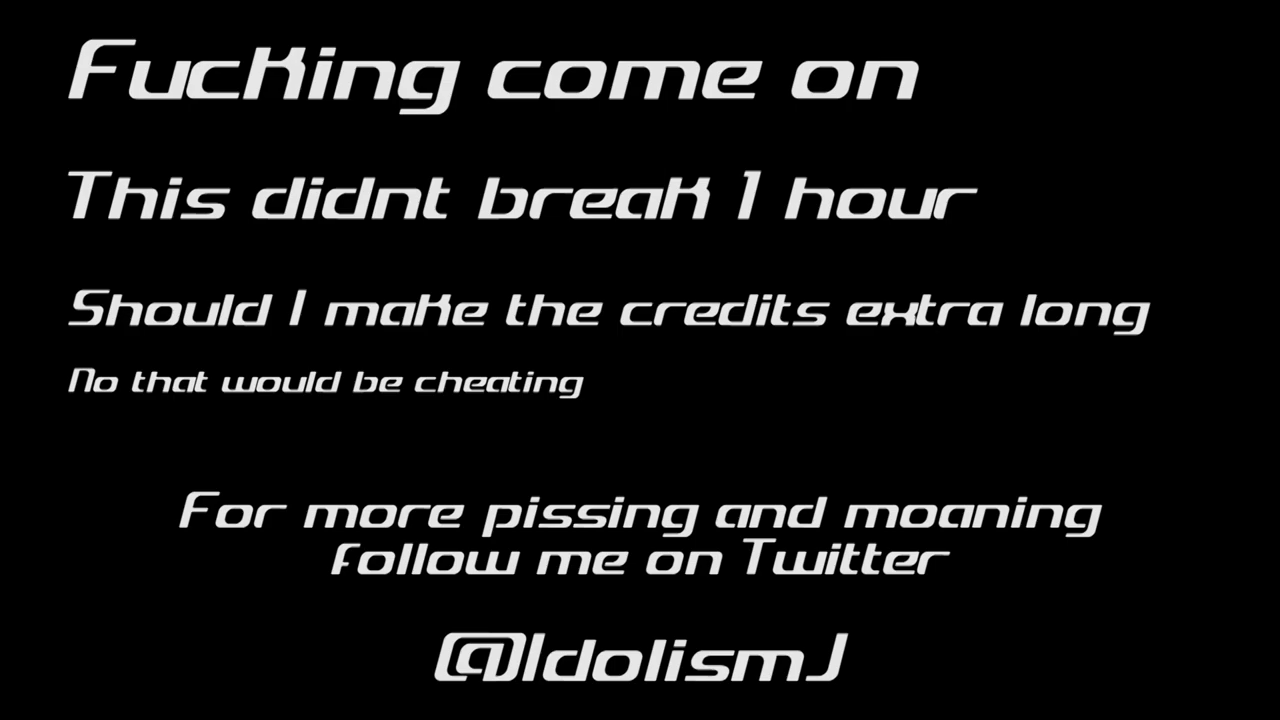 Fucking come on
This didnt break 1 hour
Should I make the credits extra long
No that would be cheating
For more pissing and moaning
follow me on Twitter
@IdolismJ